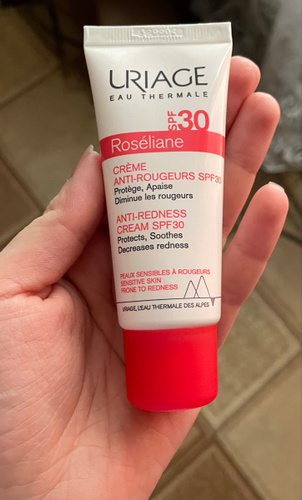 URIAGE
EAU THERMALE
SPF30
Roséliane
CRÈME
ANTI-ROUGEURS SPF30
Protège, Apaise
Diminue les rougeurs
ANTI-REDNESS
CREAM SPF30
Protects, Soothes
Decreases redness
PEAUX SENSIBLES À ROUGEURS
SENSITIVE SKIN
PRONE TO REDNESS
URIAGE, L'EAU THERMALE DES ALPES